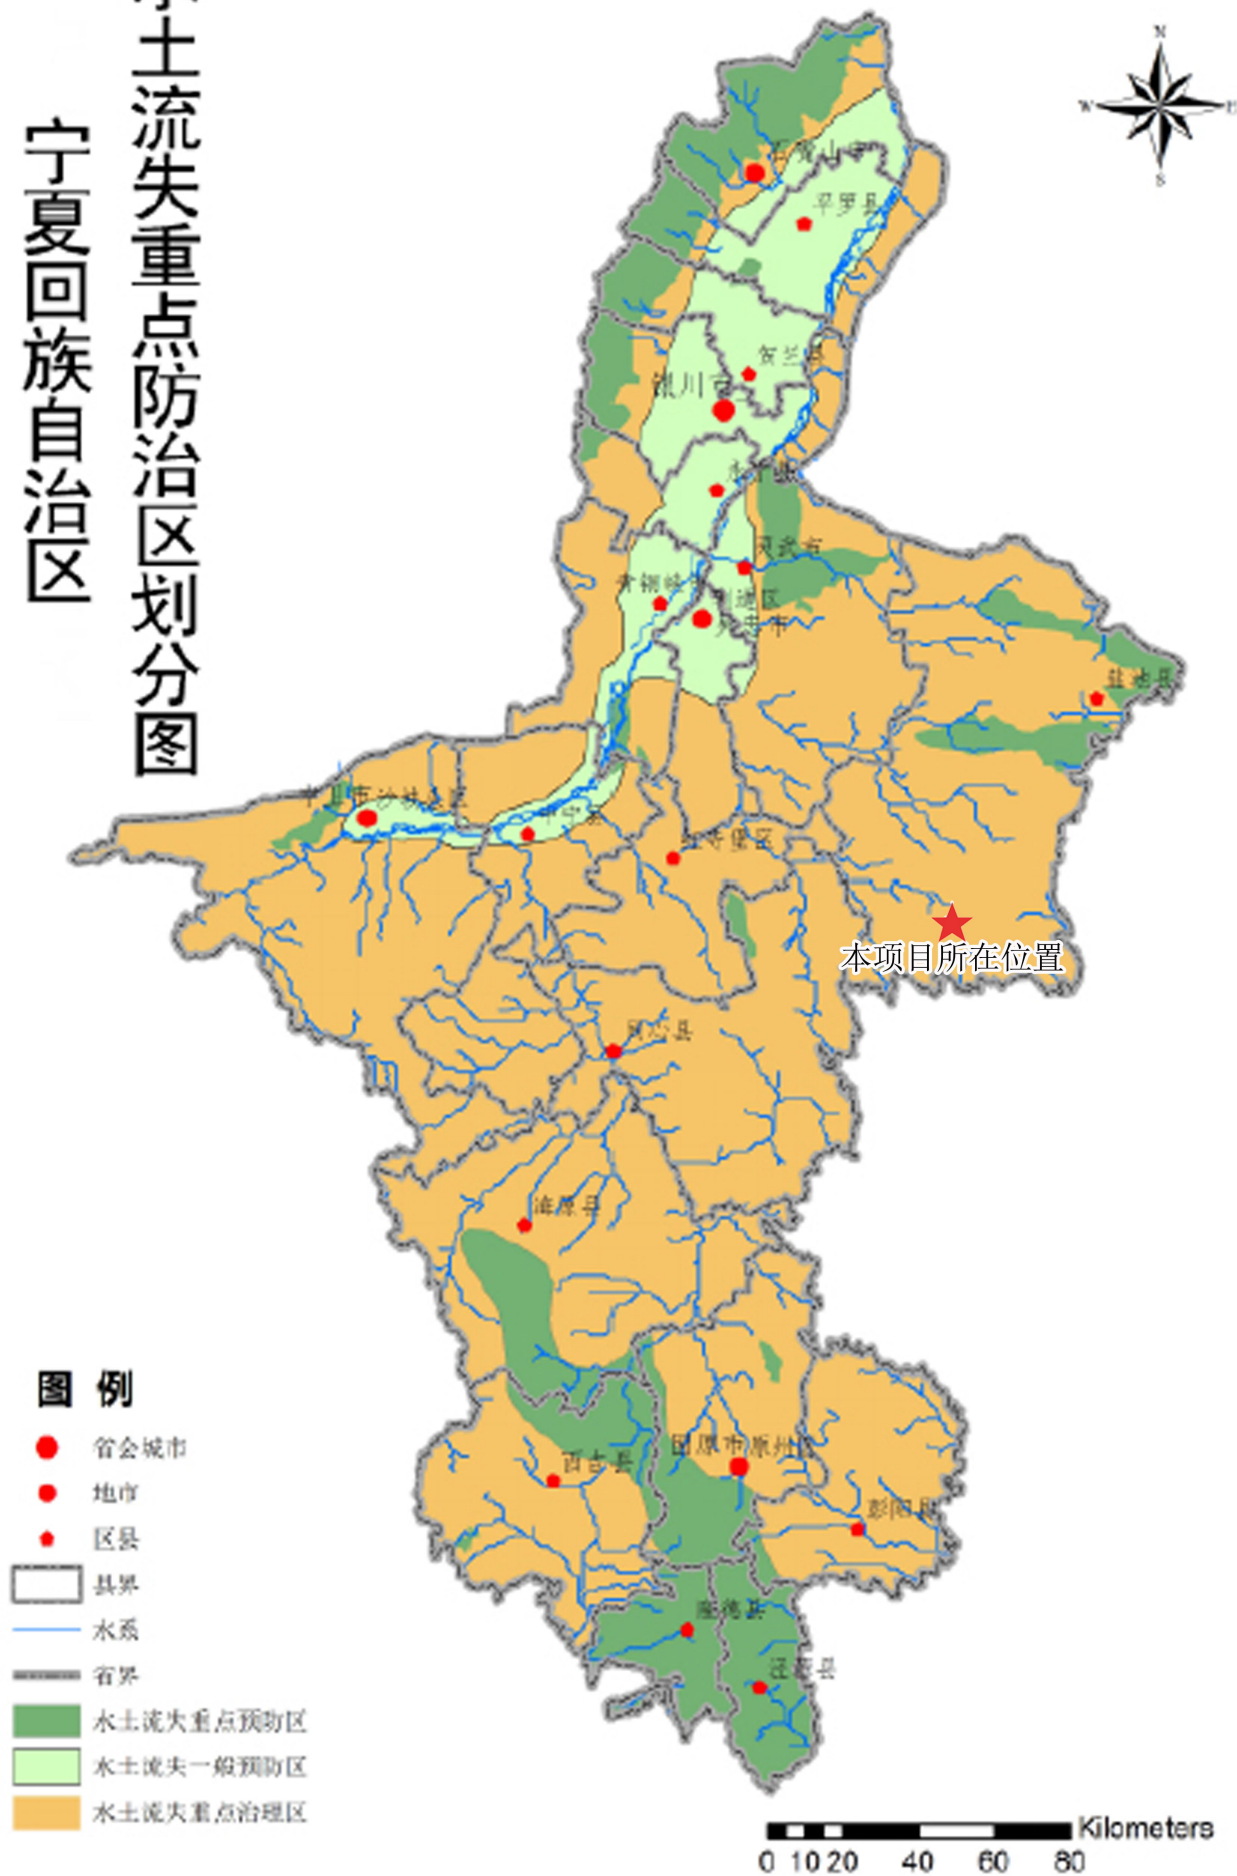 宁夏回族自治区
水土流失重点防治区划分图
N
W
E
S
石嘴山市
平罗县
贺兰县
银川市
永宁县
灵武市
青铜峡市
利通区
吴忠市
盐池县
中卫市沙坡头区
中宁县
红寺堡区
本项目所在位置
同心县
海原县
固原市原州区
西吉县
彭阳县
隆德县
泾源县
图 例
省会城市
地市
区县
县界
水系
省界
水土流失重点预防区
水土流失一般预防区
水土流失重点治理区
Kilometers
0 10 20 40 60 80